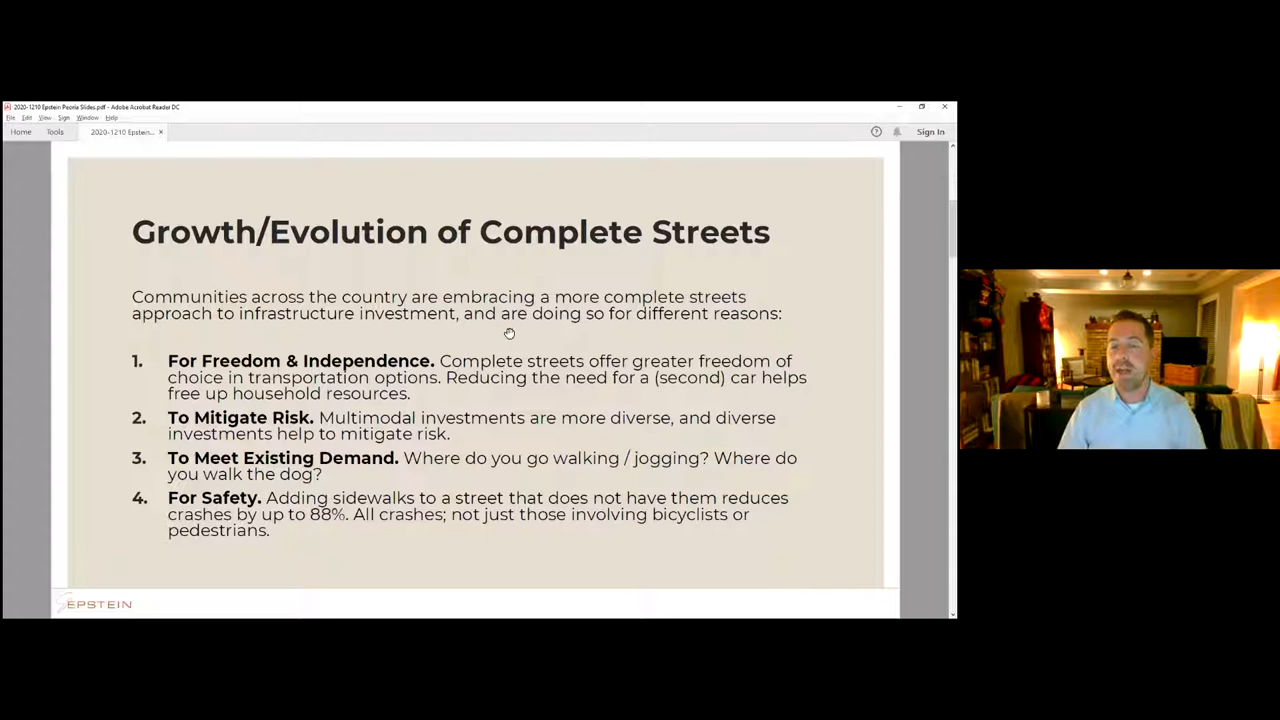 2020-1210 Epstein Peoria Slides.pdf - Adobe Acrobat Reader DC
File Edit View Sign Window Help
Home Tools 2020-1210 Epstein... × Sign In
Growth/Evolution of Complete Streets
Communities across the country are embracing a more complete streets
approach to infrastructure investment, and are doing so for different reasons:
1. For Freedom & Independence. Complete streets offer greater freedom of
choice in transportation options. Reducing the need for a (second) car helps
free up household resources.
2. To Mitigate Risk. Multimodal investments are more diverse, and diverse
investments help to mitigate risk.
3. To Meet Existing Demand. Where do you go walking / jogging? Where do
you walk the dog?
4. For Safety. Adding sidewalks to a street that does not have them reduces
crashes by up to 88%. All crashes; not just those involving bicyclists or
pedestrians.
EPSTEIN